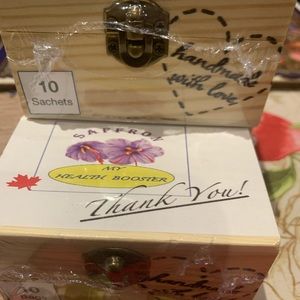 10
Sachets
handmade
with love
SAFFRON
MY
HEALTH BOOSTER
Thank You!
10